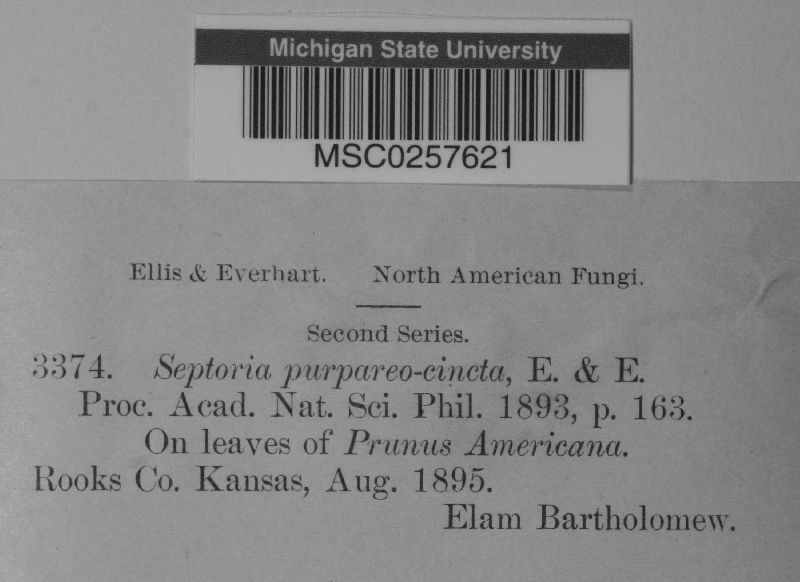 Michigan State University
MSC0257621
Ellis & Everhart. North American Fungi.
Second Series.
3374. Septoria purpareo-cincta, E. & E.
Proc. Acad. Nat. Sci. Phil. 1893, p. 163.
On leaves of Prunus Americana.
Rooks Co. Kansas, Aug. 1895.
Elam Bartholomew.